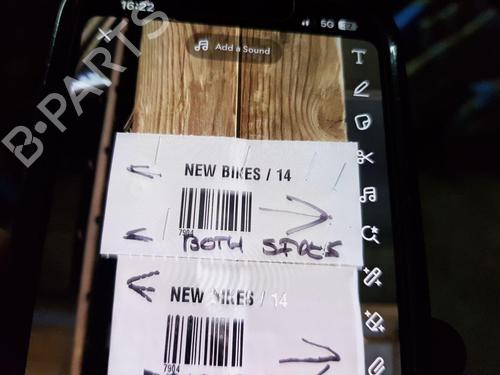 16:22
5G
Add a Sound
T
NEW BIKES / 14
7904
BOTH SIDES
NEW BIKES / 14
7904
B-PARTS